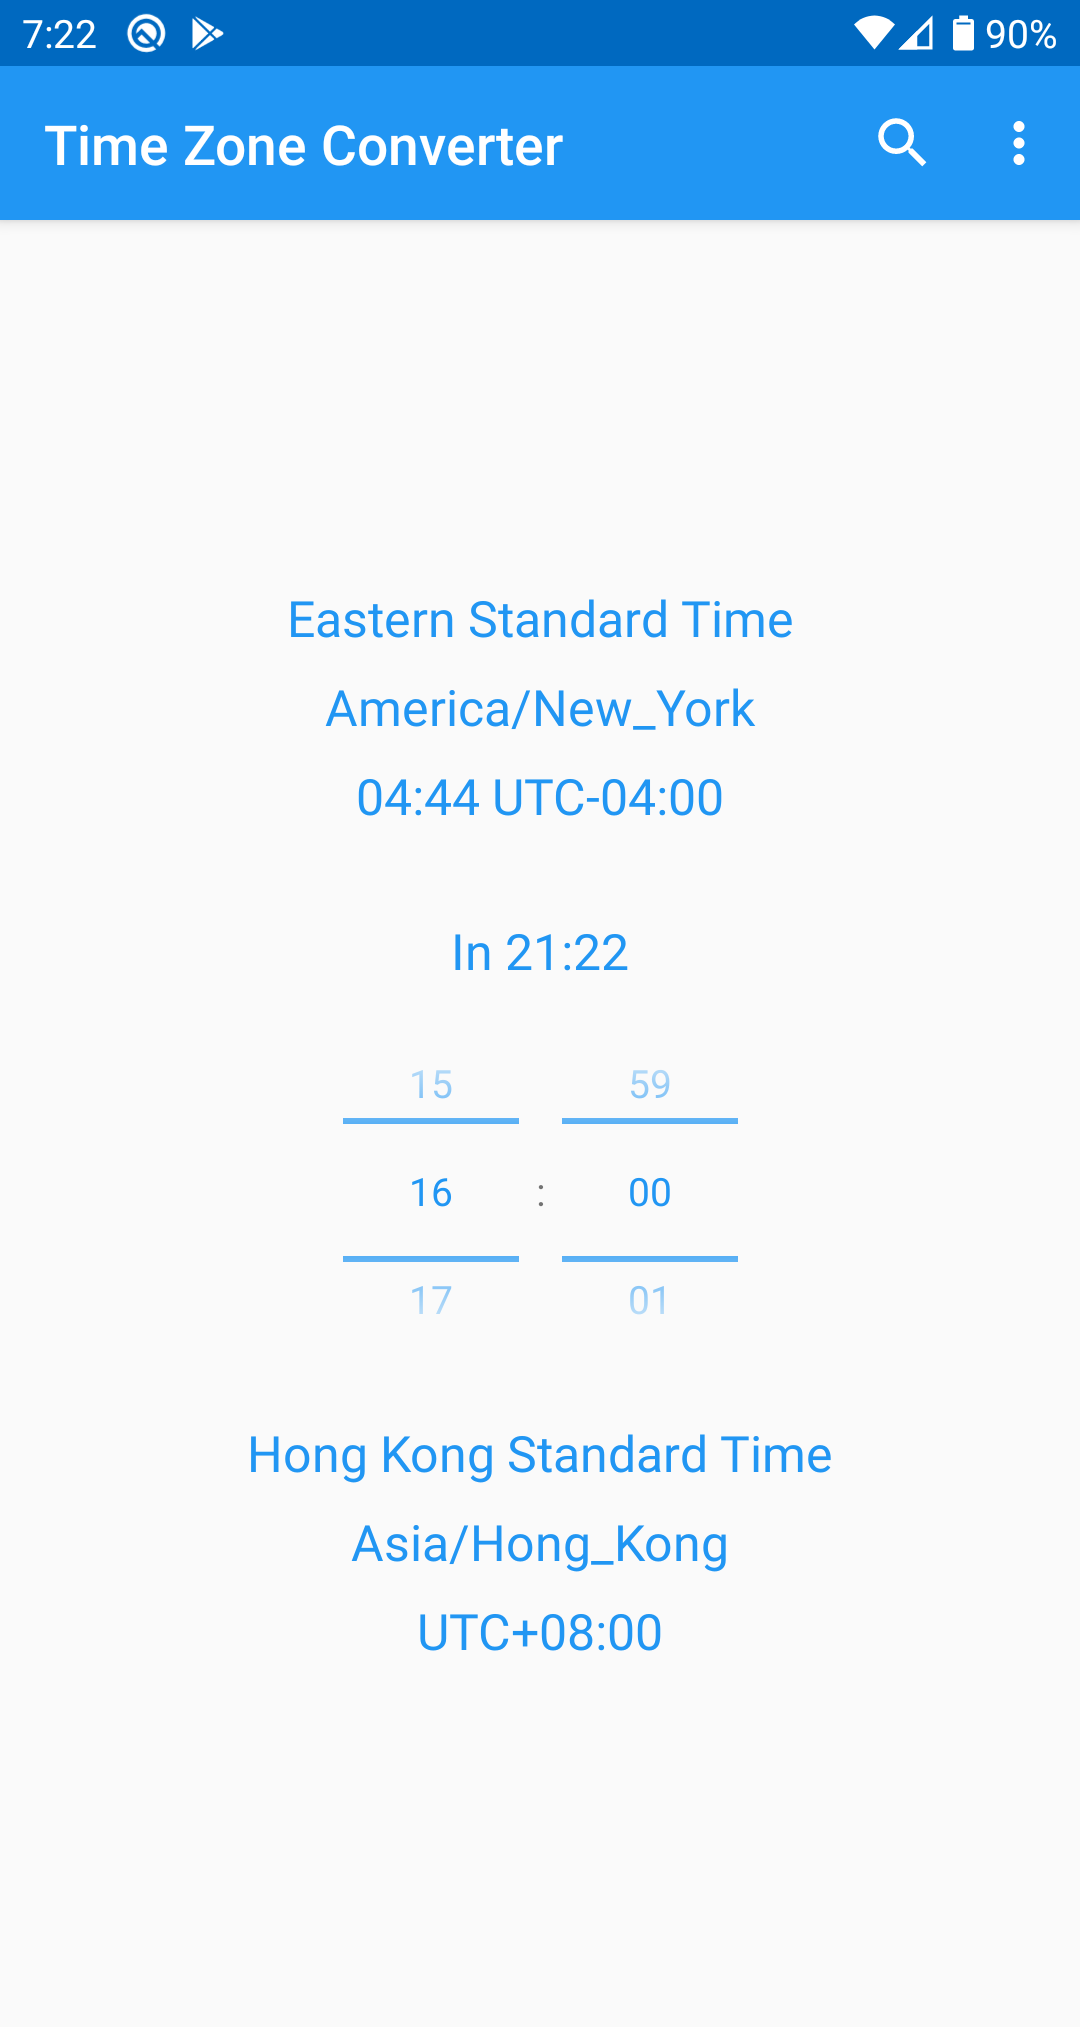 7:22 90%
Time Zone Converter
Eastern Standard Time
America/New_York
04:44 UTC-04:00
In 21:22
15 59
16 : 00
17 01
Hong Kong Standard Time
Asia/Hong_Kong
UTC+08:00